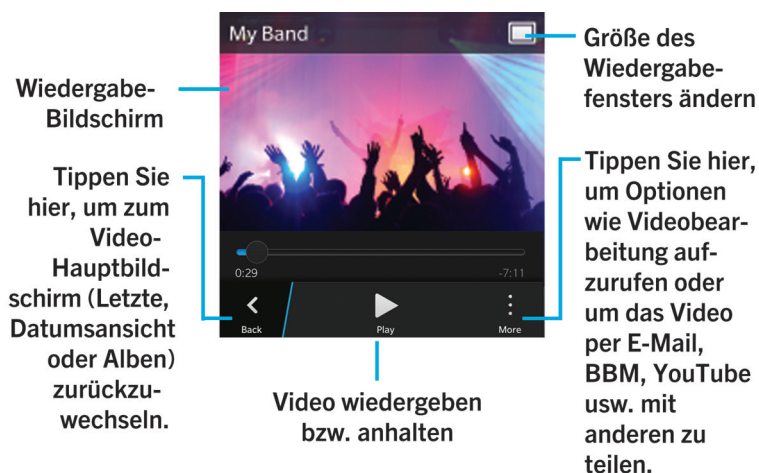 My Band
Größe des
Wiedergabe-
fensters ändern
Wiedergabe-
Bildschirm
Tippen Sie
hier, um zum
Video-
Hauptbild-
schirm (Letzte,
Datumsansicht
oder Alben)
zurückzu-
wechseln.
0:29
-7:11
Back
Play
More
Video wiedergeben
bzw. anhalten
Tippen Sie hier,
um Optionen
wie Videobear-
beitung auf-
zurufen oder
um das Video
per E-Mail,
BBM, YouTube
usw. mit
anderen zu
teilen.